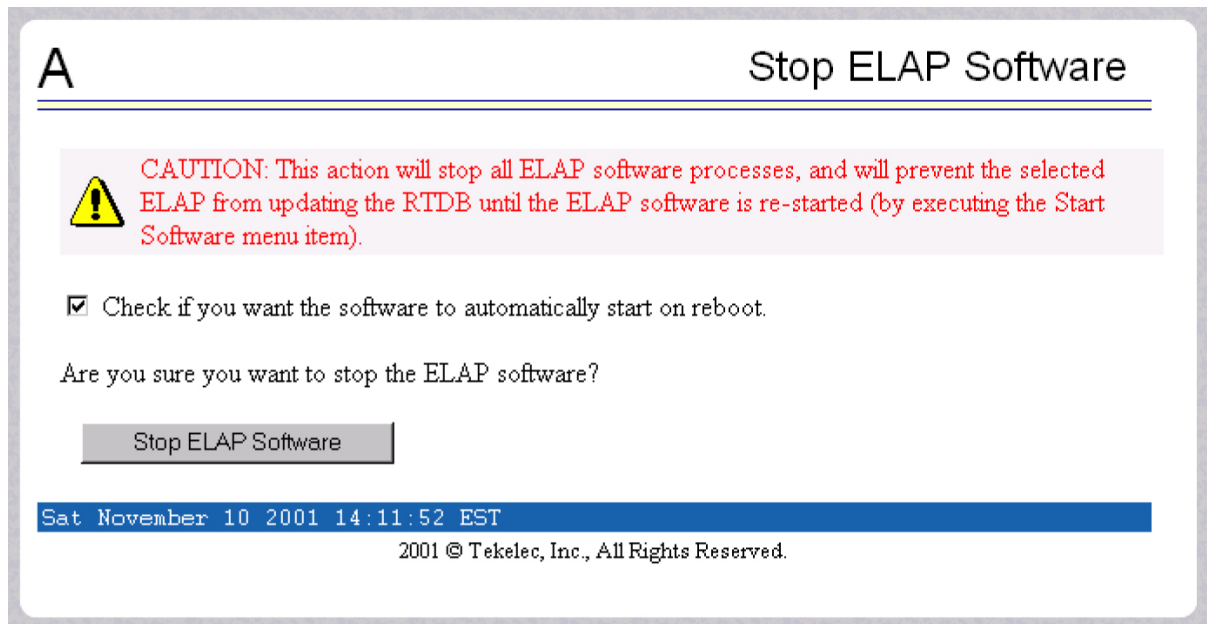 A
Stop ELAP Software
CAUTION: This action will stop all ELAP software processes, and will prevent the selected
ELAP from updating the RTDB until the ELAP software is re-started (by executing the Start
Software menu item).
Check if you want the software to automatically start on reboot.
Are you sure you want to stop the ELAP software?
Stop ELAP Software
Sat November 10 2001 14:11:52 EST
2001 © Tekelec, Inc., All Rights Reserved.